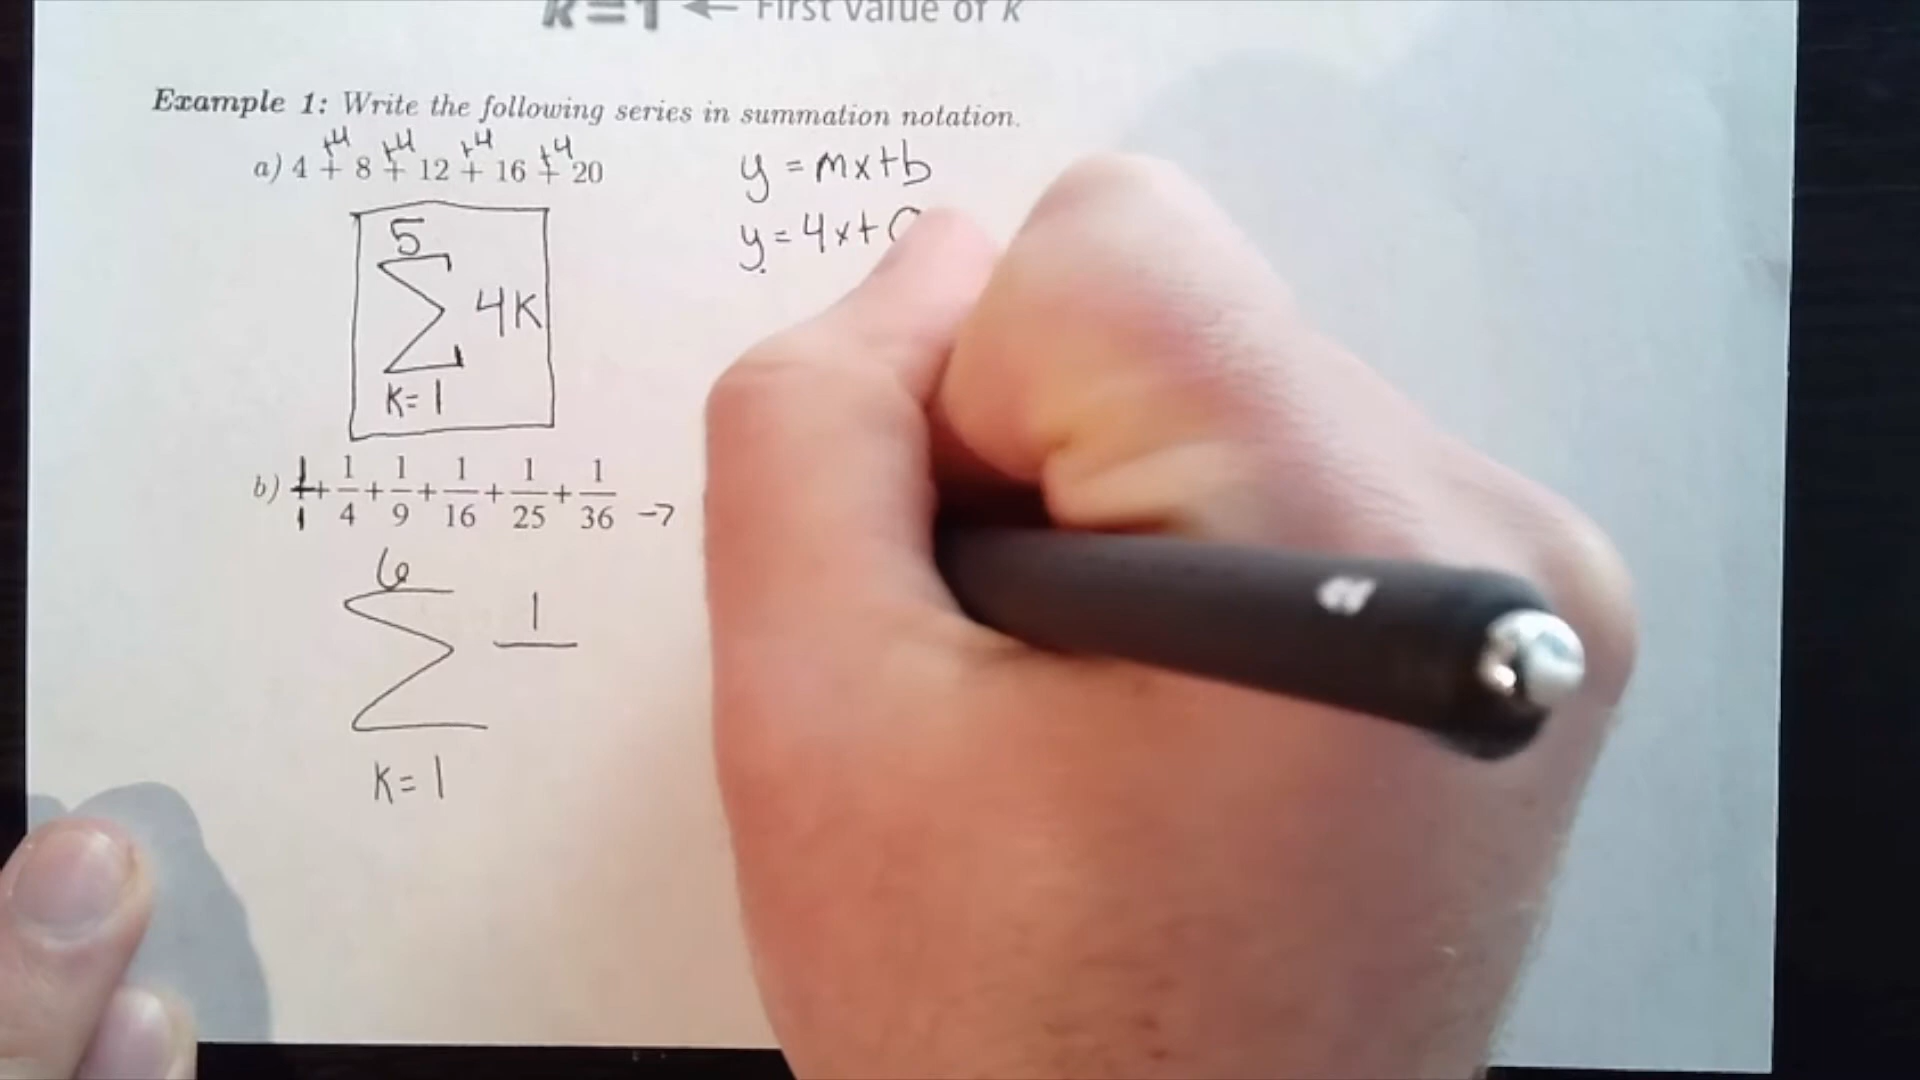 k=1 ← First value of k
Example 1: Write the following series in summation notation.
+4 +4 +4 +4
a) 4 + 8 + 12 + 16 + 20
y = mx+b
y = 4x+
5
Σ 4K
K=1
b) 1/1 + 1/4 + 1/9 + 1/16 + 1/25 + 1/36 →
6
Σ 1
K=1